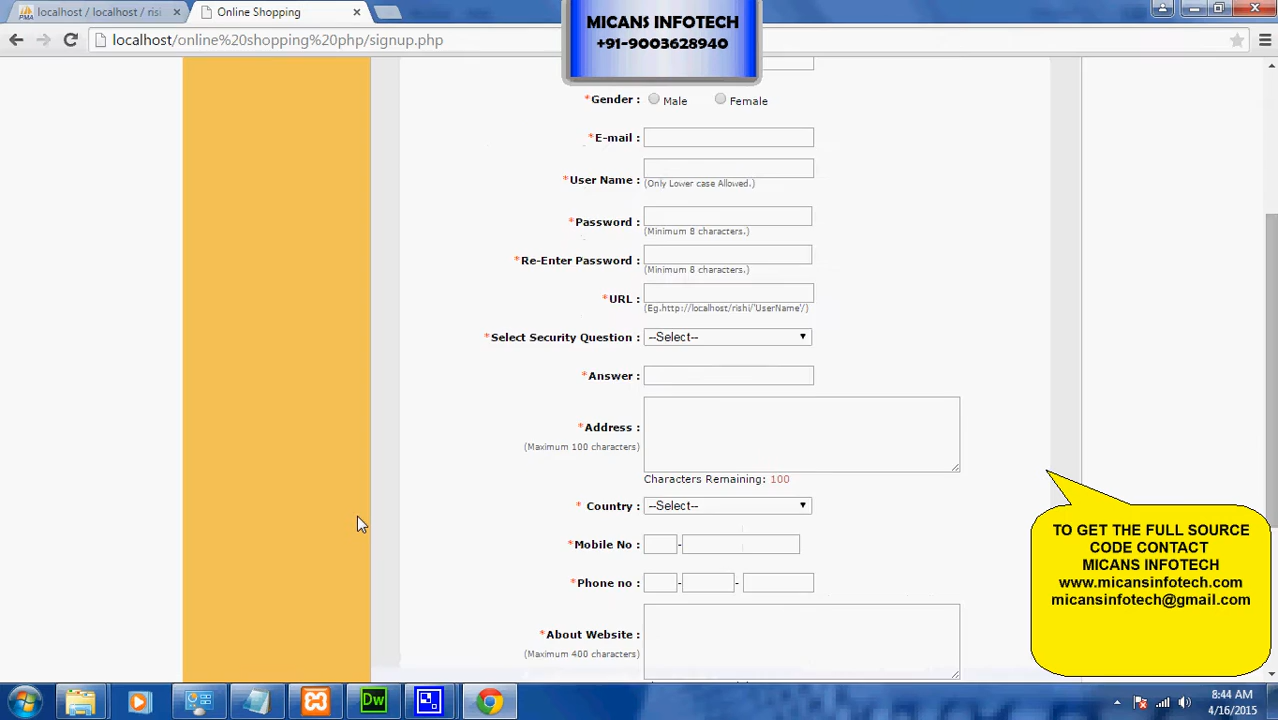 localhost / localhost / risi
Online Shopping
localhost/online%20shopping%20php/signup.php
MICANS INFOTECH
+91-9003628940
*Gender : Male Female
*E-mail :
*User Name :
(Only Lower case Allowed.)
*Password :
(Minimum 8 characters.)
*Re-Enter Password :
(Minimum 8 characters.)
*URL :
(Eg.http://localhost/rishi/'UserName'/)
*Select Security Question : --Select--
*Answer :
*Address :
(Maximum 100 characters)
Characters Remaining: 100
* Country : --Select--
*Mobile No : -
*Phone no : - -
*About Website :
(Maximum 400 characters)
TO GET THE FULL SOURCE
CODE CONTACT
MICANS INFOTECH
www.micansinfotech.com
micansinfotech@gmail.com
Dw
8:44 AM
4/16/2015